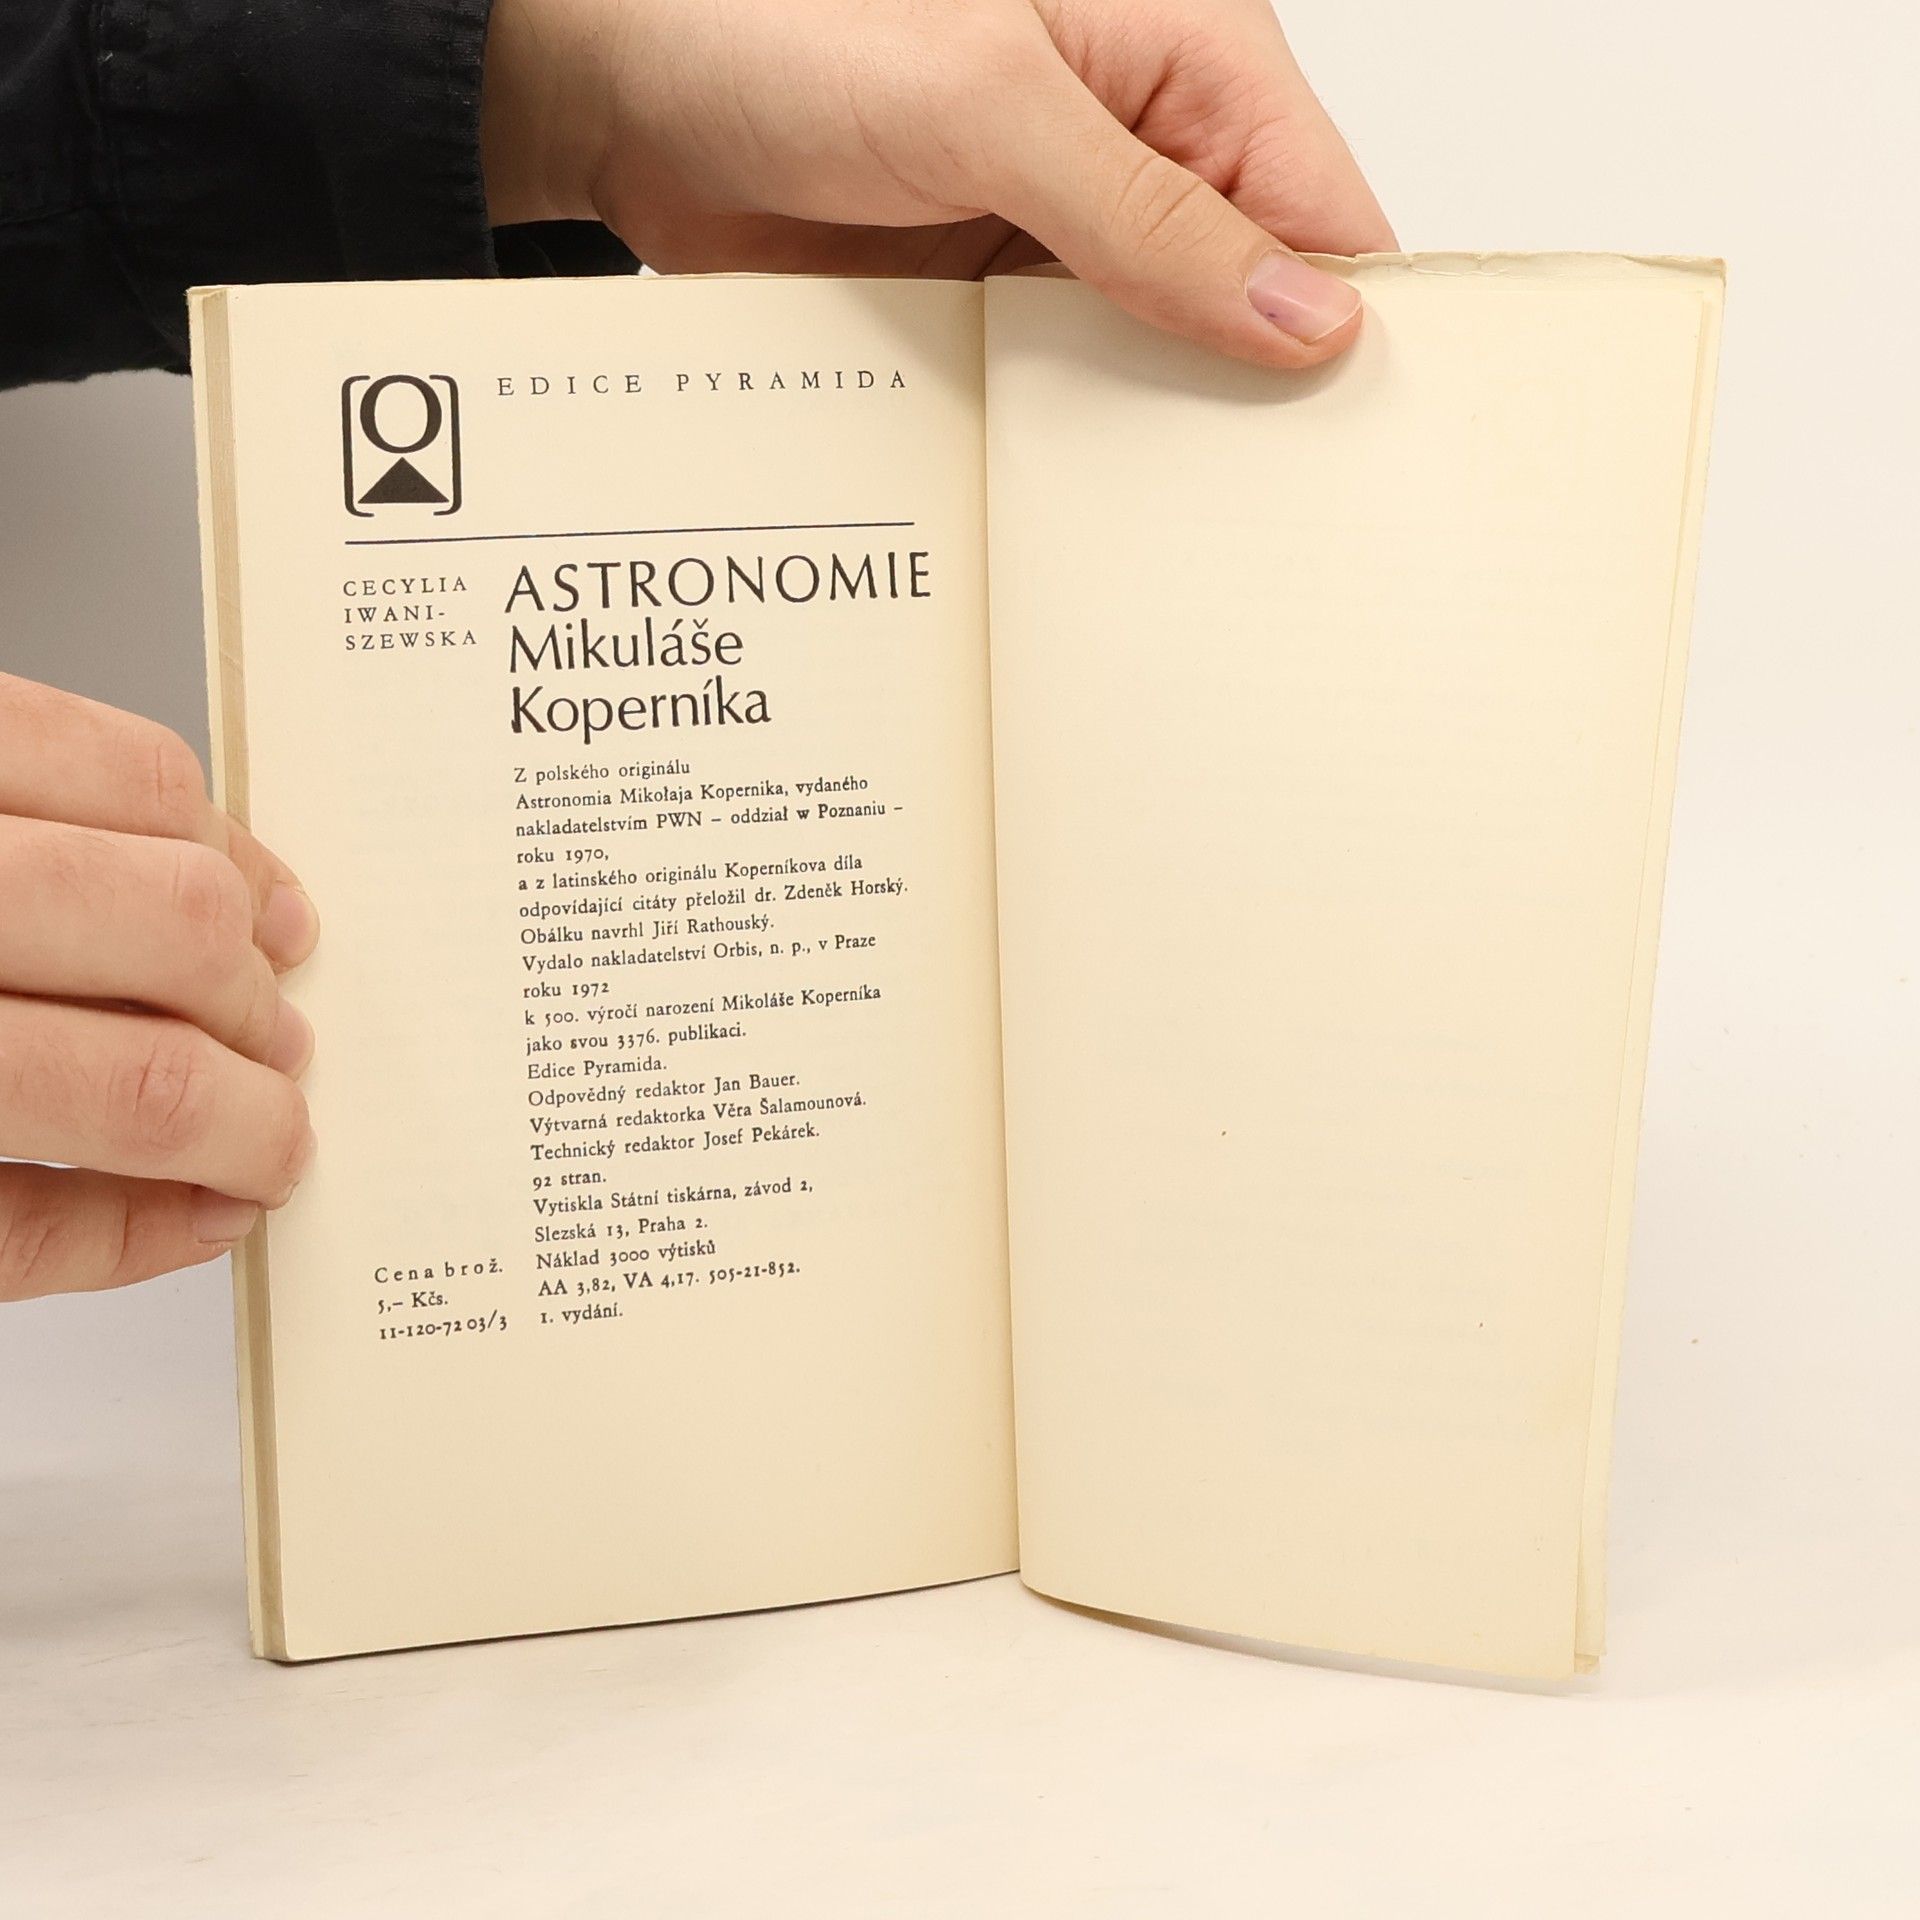 EDICE PYRAMIDA
CECYLIA
IWANI-
SZEWSKA
ASTRONOMIE
Mikuláše
Koperníka
Z polského originálu
Astronomia Mikołaja Kopernika, vydaného
nakladatelstvím PWN – oddział w Poznaniu –
roku 1970,
a z latinského originálu Koperníkova díla
odpovídající citáty přeložil dr. Zdeněk Horský.
Obálku navrhl Jiří Rathouský.
Vydalo nakladatelství Orbis, n. p., v Praze
roku 1972
k 500. výročí narození Mikoláše Koperníka
jako svou 3376. publikaci.
Edice Pyramida.
Odpovědný redaktor Jan Bauer.
Výtvarná redaktorka Věra Šalamounová.
Technický redaktor Josef Pekárek.
92 stran.
Vytiskla Státní tiskárna, závod 2,
Slezská 13, Praha 2.
Náklad 3000 výtisků
AA 3,82, VA 4,17. 505-21-852.
1. vydání.
Cena brož.
5,– Kčs.
11-120-72 03/3